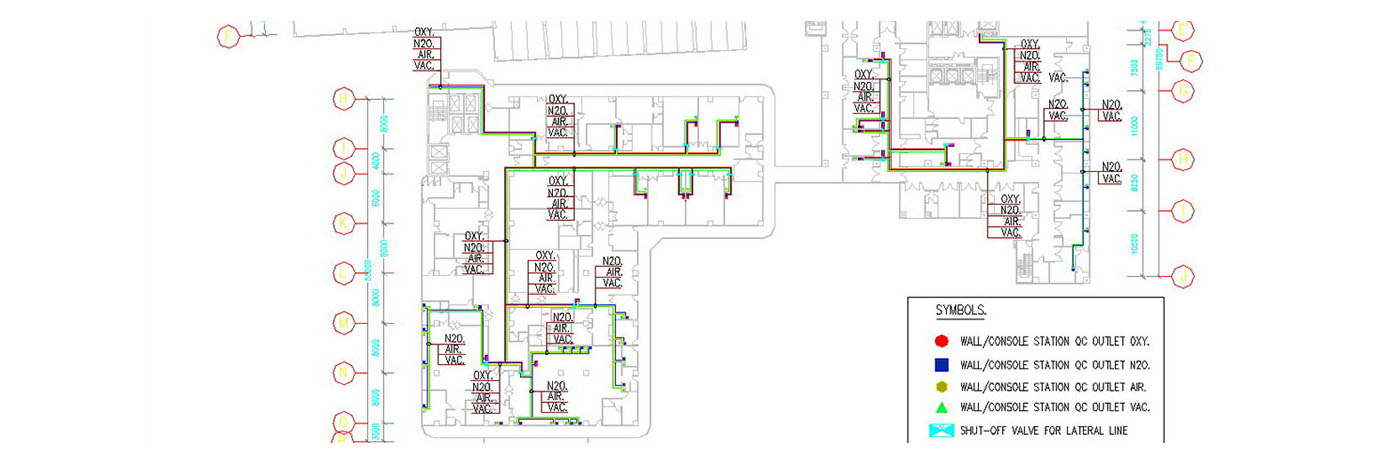 F
OXY.
N2O.
AIR.
VAC.
H
I
J
K
L
M
N
O
8000
4400
6000
8000
8000
8000
8600
3000
OXY.
N2O.
AIR.
VAC.
OXY.
N2O.
AIR.
VAC.
OXY.
N2O.
AIR.
VAC.
OXY.
N2O.
AIR.
VAC.
N2O.
AIR.
VAC.
N2O.
AIR.
VAC.
N2O.
AIR.
VAC.
OXY.
N2O.
AIR.
VAC.
N2O.
AIR.
VAC.
OXY.
N2O.
AIR.
VAC.
OXY.
N2O.
AIR.
VAC.
VAC.
N2O.
VAC.
N2O.
VAC.
N2O.
VAC.
OXY.
N2O.
AIR.
VAC.
E
F
G
H
I
J
2275
7500
69700
11000
8250
SYMBOLS.
WALL/CONSOLE STATION QC OUTLET OXY.
WALL/CONSOLE STATION QC OUTLET N2O.
WALL/CONSOLE STATION QC OUTLET AIR.
WALL/CONSOLE STATION QC OUTLET VAC.
SHUT-OFF VALVE FOR LATERAL LINE